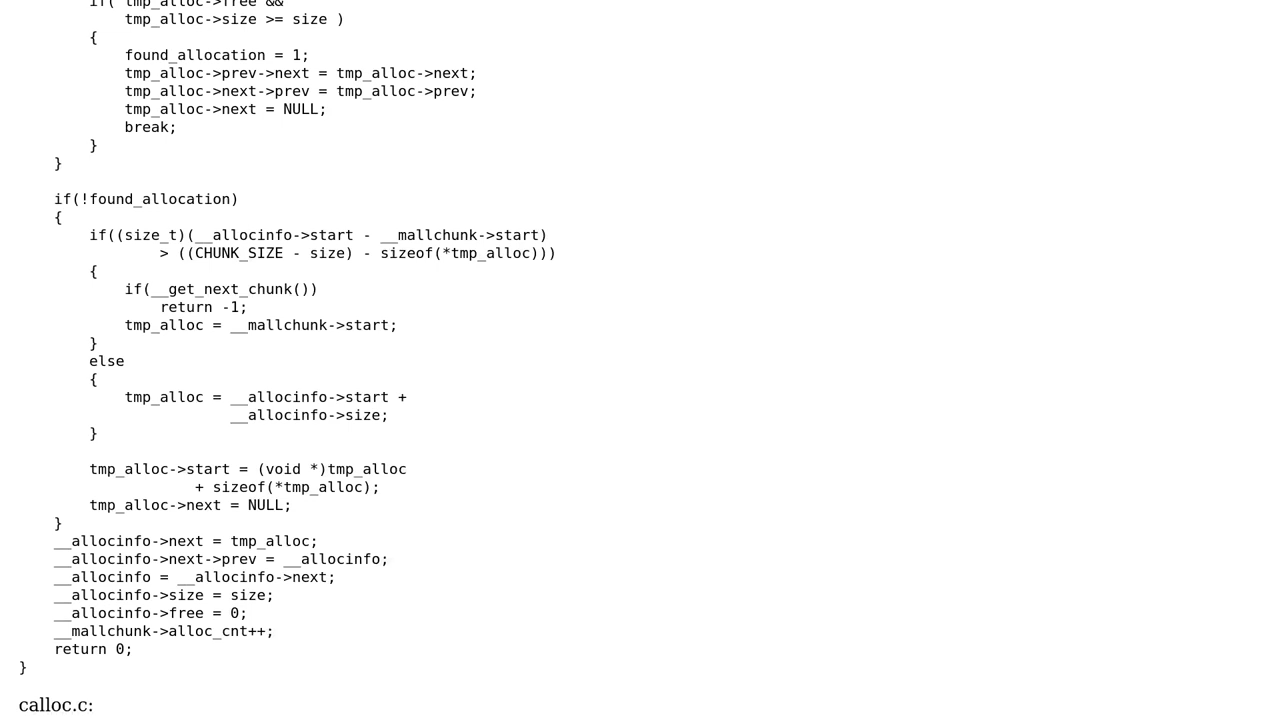 if( tmp_alloc->free &&
tmp_alloc->size >= size )
{
found_allocation = 1;
tmp_alloc->prev->next = tmp_alloc->next;
tmp_alloc->next->prev = tmp_alloc->prev;
tmp_alloc->next = NULL;
break;
}
}
if(!found_allocation)
{
if((size_t)(__allocinfo->start - __mallchunk->start)
> ((CHUNK_SIZE - size) - sizeof(*tmp_alloc)))
{
if(__get_next_chunk())
return -1;
tmp_alloc = __mallchunk->start;
}
else
{
tmp_alloc = __allocinfo->start +
__allocinfo->size;
}
tmp_alloc->start = (void *)tmp_alloc
+ sizeof(*tmp_alloc);
tmp_alloc->next = NULL;
}
__allocinfo->next = tmp_alloc;
__allocinfo->next->prev = __allocinfo;
__allocinfo = __allocinfo->next;
__allocinfo->size = size;
__allocinfo->free = 0;
__mallchunk->alloc_cnt++;
return 0;
}
calloc.c: